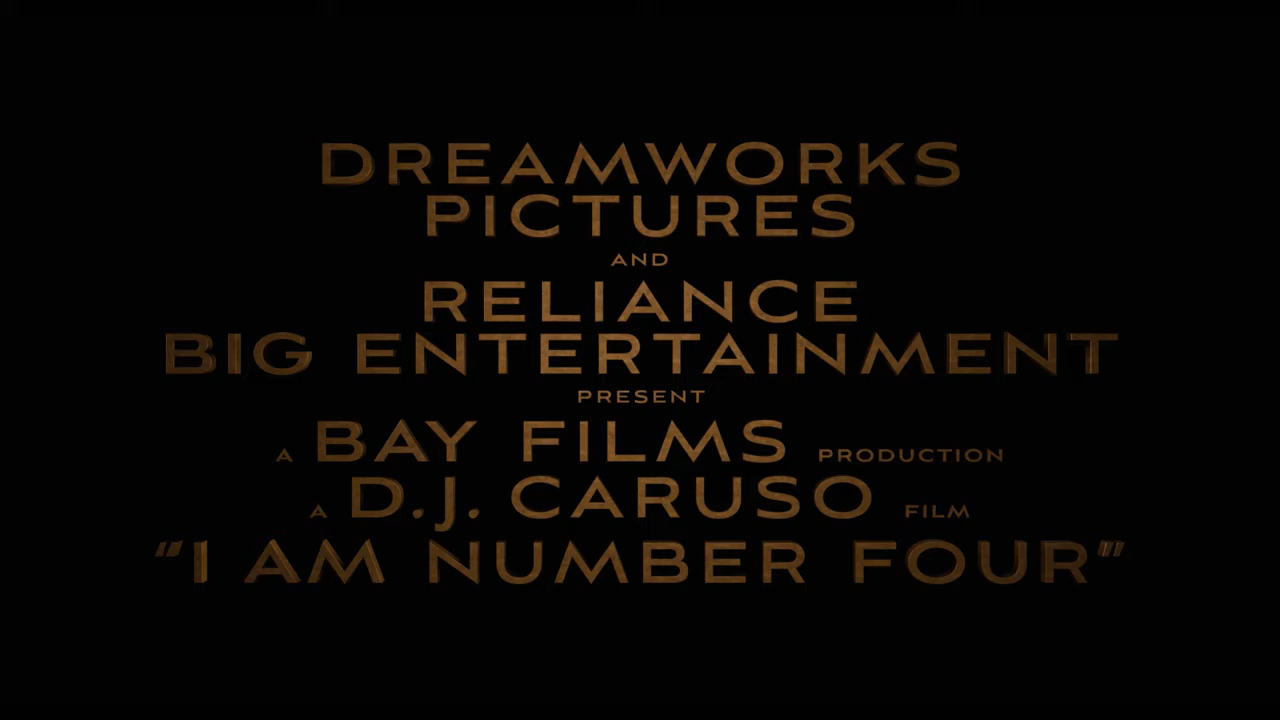 DREAMWORKS
PICTURES
AND
RELIANCE
BIG ENTERTAINMENT
PRESENT
A BAY FILMS PRODUCTION
A D.J. CARUSO FILM
“I AM NUMBER FOUR”